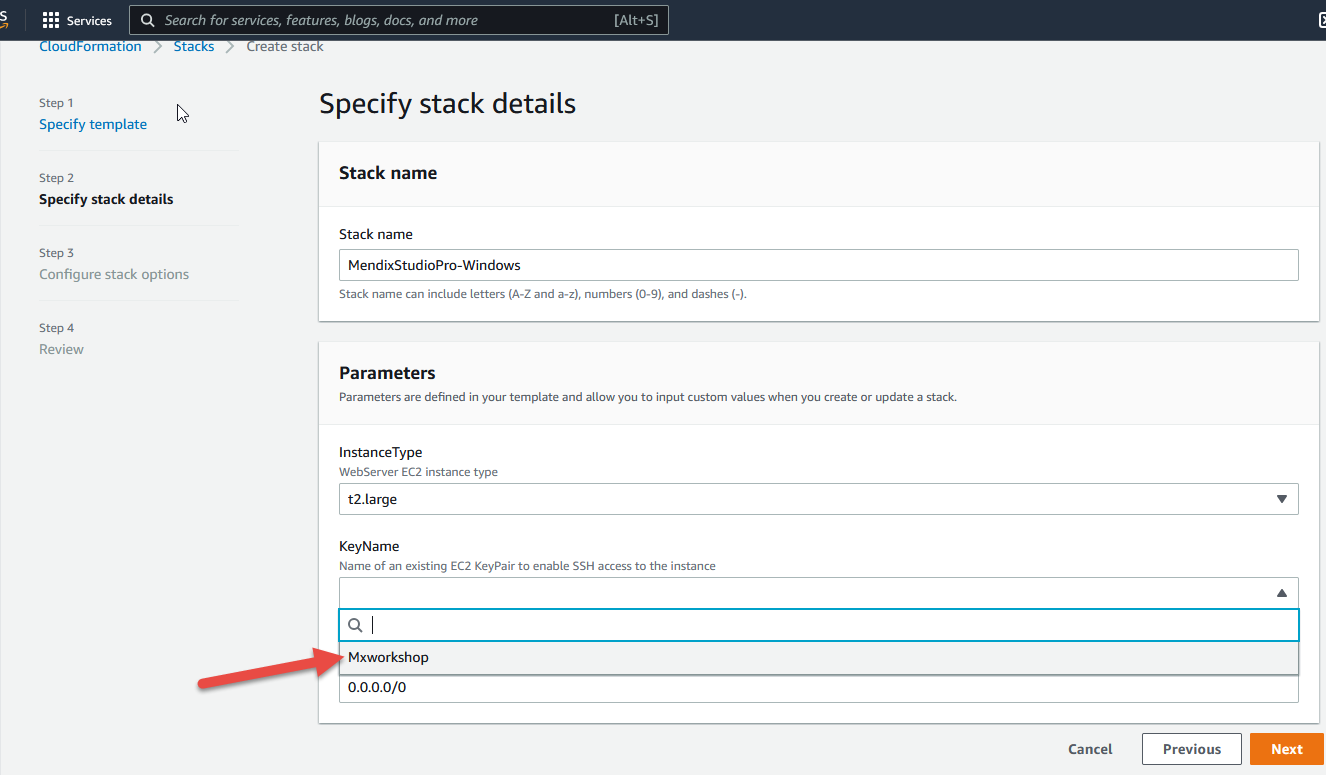 Services
Search for services, features, blogs, docs, and more [Alt+S]
CloudFormation
Stacks
Create stack
Step 1
Specify template
Step 2
Specify stack details
Step 3
Configure stack options
Step 4
Review
Specify stack details
Stack name
Stack name
MendixStudioPro-Windows
Stack name can include letters (A-Z and a-z), numbers (0-9), and dashes (-).
Parameters
Parameters are defined in your template and allow you to input custom values when you create or update a stack.
InstanceType
WebServer EC2 instance type
t2.large
KeyName
Name of an existing EC2 KeyPair to enable SSH access to the instance
Mxworkshop
0.0.0.0/0
Cancel
Previous
Next